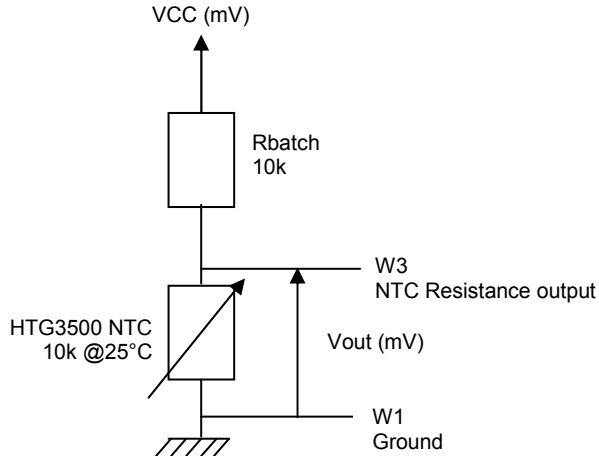 VCC (mV)
Rbatch
10k
W3
NTC Resistance output
HTG3500 NTC
10k @25°C
Vout (mV)
W1
Ground